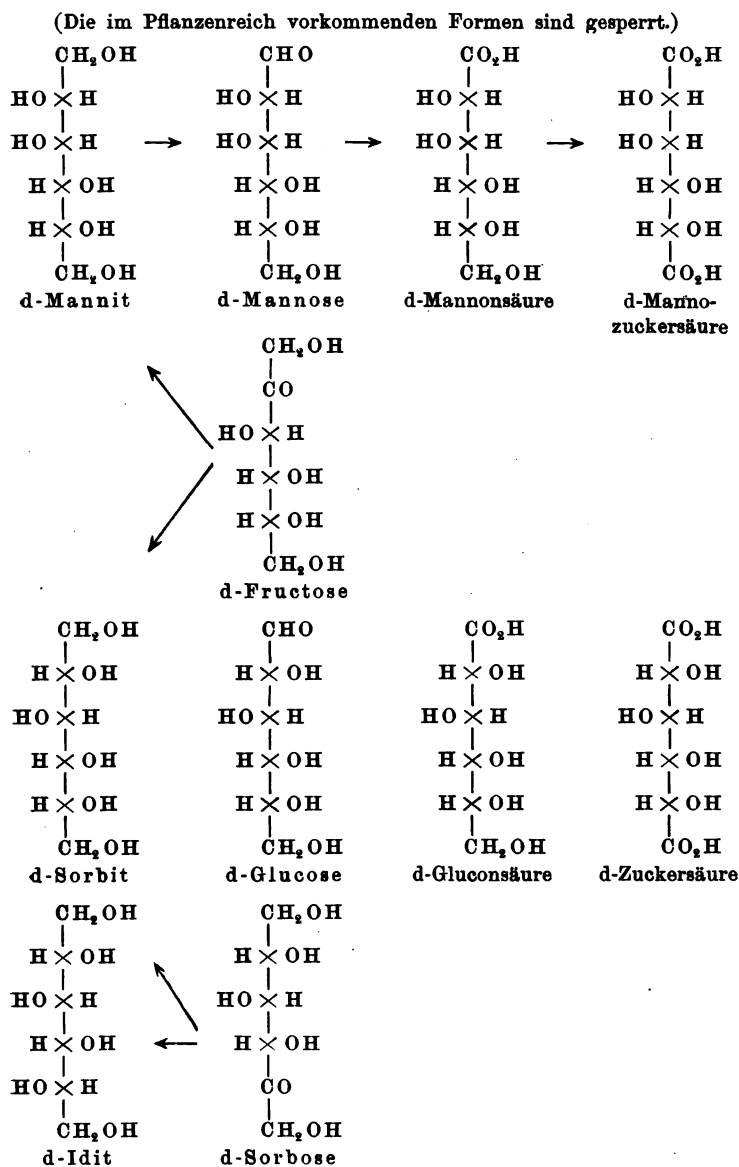 (Die im Pflanzenreich vorkommenden Formen sind gesperrt.)
CH₂OH CHO CO₂H CO₂H
HO × H HO × H HO × H HO × H
HO × H → HO × H → HO × H → HO × H
H × OH H × OH H × OH H × OH
H × OH H × OH H × OH H × OH
CH₂OH CH₂OH CH₂OH CO₂H
d-Mannit d-Mannose d-Mannonsäure d-Manno-
zuckersäure
CH₂OH
CO
HO × H
H × OH
H × OH
CH₂OH
d-Fructose
CH₂OH CHO CO₂H CO₂H
H × OH H × OH H × OH H × OH
HO × H HO × H HO × H HO × H
H × OH H × OH H × OH H × OH
H × OH H × OH H × OH H × OH
CH₂OH CH₂OH CH₂OH CO₂H
d-Sorbit d-Glucose d-Gluconsäure d-Zuckersäure
CH₂OH CH₂OH
H × OH H × OH
HO × H HO × H
H × OH ← H × OH
HO × H CO
CH₂OH CH₂OH
d-Idit d-Sorbose